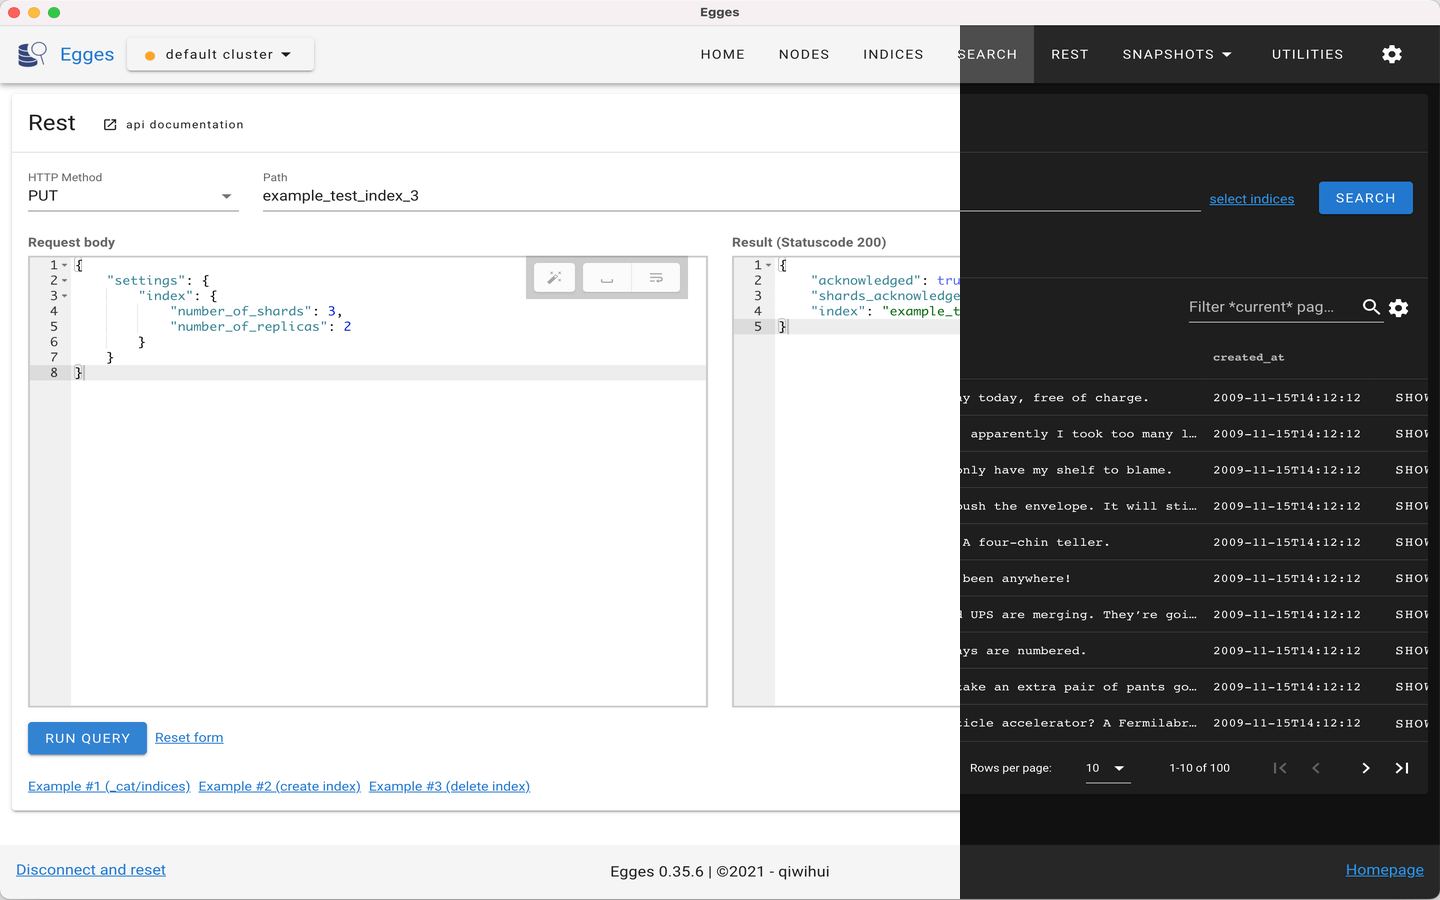 Egges
Egges default cluster HOME NODES INDICES SEARCH REST SNAPSHOTS UTILITIES
Rest api documentation
HTTP Method
PUT
Path
example_test_index_3
select indices SEARCH
Request body
1 {
2 "settings": {
3 "index": {
4 "number_of_shards": 3,
5 "number_of_replicas": 2
6 }
7 }
8 }
Result (Statuscode 200)
1 {
2 "acknowledged": tru
3 "shards_acknowledge
4 "index": "example_t
5 }
Filter *current* pag...
created_at
y today, free of charge. 2009-11-15T14:12:12 SHOW
apparently I took too many l… 2009-11-15T14:12:12 SHOW
only have my shelf to blame. 2009-11-15T14:12:12 SHOW
push the envelope. It will sti… 2009-11-15T14:12:12 SHOW
A four-chin teller. 2009-11-15T14:12:12 SHOW
been anywhere! 2009-11-15T14:12:12 SHOW
d UPS are merging. They’re goi… 2009-11-15T14:12:12 SHOW
ays are numbered. 2009-11-15T14:12:12 SHOW
take an extra pair of pants go… 2009-11-15T14:12:12 SHOW
ticle accelerator? A Fermilabr… 2009-11-15T14:12:12 SHOW
Rows per page: 10 1-10 of 100
RUN QUERY Reset form
Example #1 (_cat/indices) Example #2 (create index) Example #3 (delete index)
Disconnect and reset Egges 0.35.6 | ©2021 - qiwihui Homepage